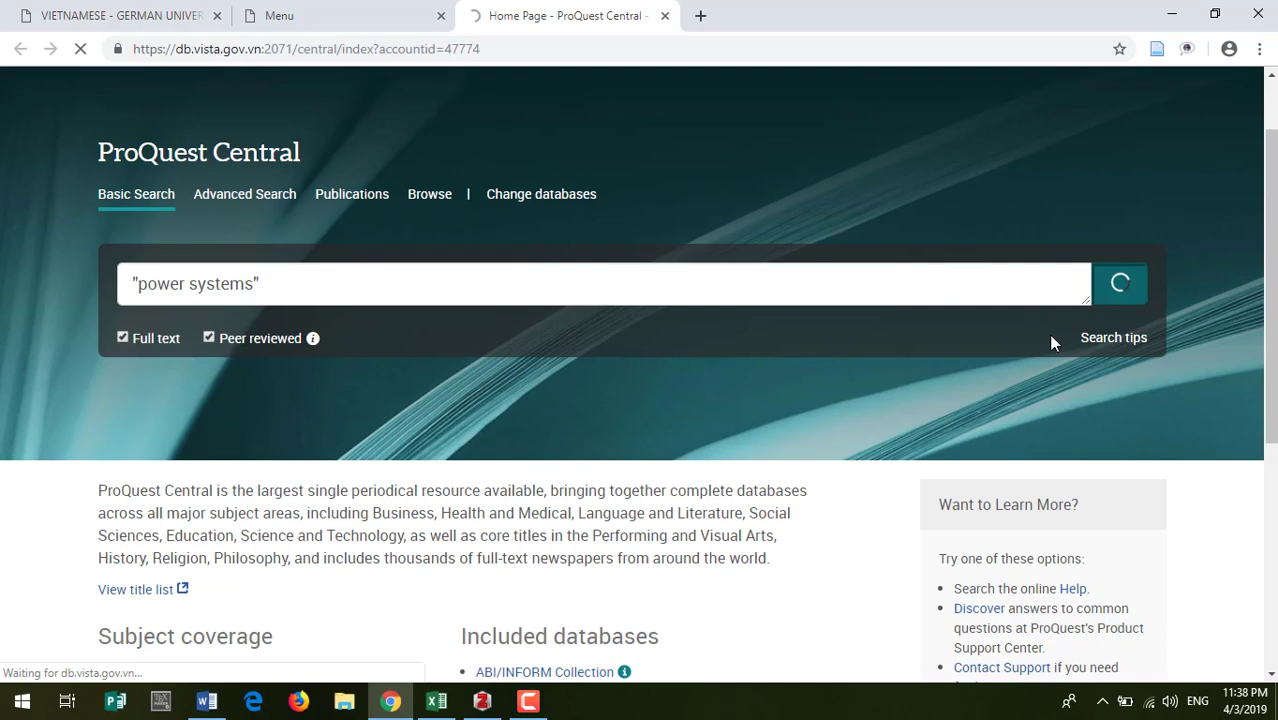 VIETNAMESE - GERMAN UNIVER
Menu
Home Page - ProQuest Central -
https://db.vista.gov.vn:2071/central/index?accountid=47774
ProQuest Central
Basic Search Advanced Search Publications Browse | Change databases
"power systems"
Full text Peer reviewed i
Search tips
ProQuest Central is the largest single periodical resource available, bringing together complete databases
across all major subject areas, including Business, Health and Medical, Language and Literature, Social
Sciences, Education, Science and Technology, as well as core titles in the Performing and Visual Arts,
History, Religion, Philosophy, and includes thousands of full-text newspapers from around the world.
View title list
Subject coverage
Included databases
ABI/INFORM Collection i
Want to Learn More?
Try one of these options:
Search the online Help.
Discover answers to common
questions at ProQuest's Product
Support Center.
Contact Support if you need
Waiting for db.vista.gov.vn...
ENG
11:38 PM
4/3/2019